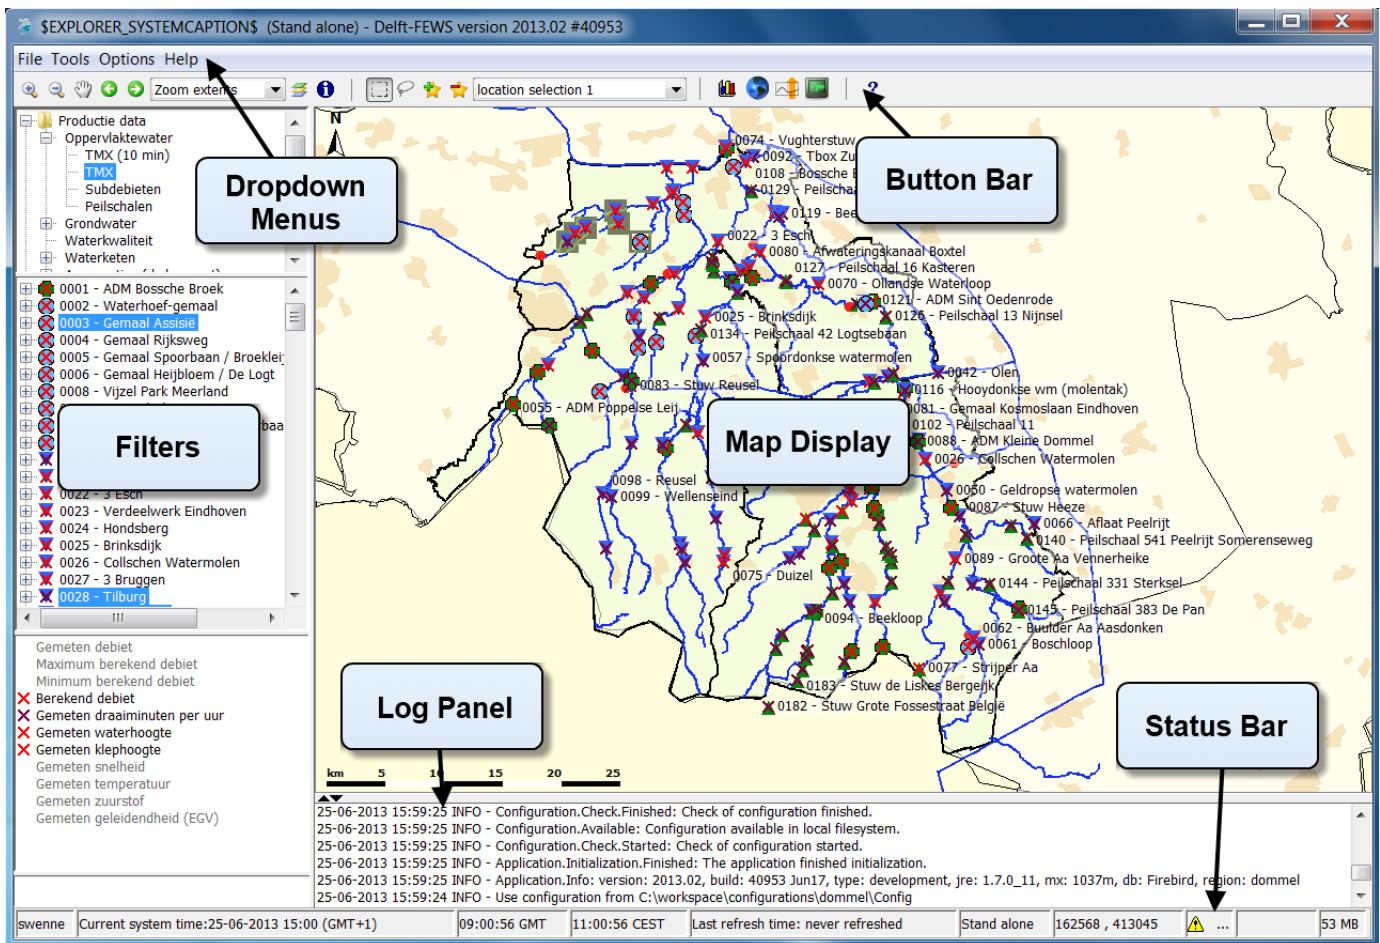 $EXPLORER_SYSTEMCAPTION$ (Stand alone) - Delft-FEWS version 2013.02 #40953
File Tools Options Help
Zoom extents
location selection 1
?
Productie data
Oppervlaktewater
TMX (10 min)
TMX
Subdebieten
Peilschalen
Grondwater
Waterkwaliteit
Waterketen
Dropdown Menus
Button Bar
0001 - ADM Bossche Broek
0002 - Waterhoef-gemaal
0003 - Gemaal Assisië
0004 - Gemaal Rijksweg
0005 - Gemaal Spoorbaan / Broekleij
0006 - Gemaal Heijbloem / De Logt
0008 - Vijzel Park Meerland
Filters
0022 - 3 Esch
0023 - Verdeelwerk Eindhoven
0024 - Hondsberg
0025 - Brinksdijk
0026 - Collschen Watermolen
0027 - 3 Bruggen
0028 - Tilburg
Gemeten debiet
Maximum berekend debiet
Minimum berekend debiet
Berekend debiet
Gemeten draaiminuten per uur
Gemeten waterhoogte
Gemeten klephoogte
Gemeten snelheid
Gemeten temperatuur
Gemeten zuurstof
Gemeten geleidendheid (EGV)
N
0074 - Vughterstuw
0092 - Tbox Zu
0108 - Bossche
0129 - Peilscha
0119 - Bee
0022 - 3 Esch
0080 - Afwateringskanaal Boxtel
0127 - Peilschaal 16 Kasteren
0070 - Ollandse Waterloop
0121 - ADM Sint Oedenrode
0126 - Peilschaal 13 Nijnsel
0025 - Brinksdijk
0134 - Peilschaal 42 Logtsebaan
0057 - Spoordonkse watermolen
0042 - Olen
0083 - Stuw Reusel
0116 - Hooydonkse wm (molentak)
0055 - ADM Poppelse Leij
0081 - Gemaal Kosmoslaan Eindhoven
0102 - Peilschaal 11
0088 - ADM Kleine Dommel
0026 - Collschen Watermolen
Map Display
0098 - Reusel
0099 - Wellenseind
0050 - Geldropse watermolen
0087 - Stuw Heeze
0066 - Aflaat Peelrijt
0140 - Peilschaal 541 Peelrijt Somerenseweg
0089 - Groote Aa Vennerheike
0075 - Duizel
0144 - Peilschaal 331 Sterksel
0145 - Peilschaal 383 De Pan
0094 - Beekloop
0062 - Buulder Aa Aasdonken
0061 - Boschloop
0077 - Strijper Aa
0183 - Stuw de Liskes Bergeijk
0182 - Stuw Grote Fossestraat België
Log Panel
Status Bar
km 5 10 15 20 25
25-06-2013 15:59:25 INFO - Configuration.Check.Finished: Check of configuration finished.
25-06-2013 15:59:25 INFO - Configuration.Available: Configuration available in local filesystem.
25-06-2013 15:59:25 INFO - Configuration.Check.Started: Check of configuration started.
25-06-2013 15:59:25 INFO - Application.Initialization.Finished: The application finished initialization.
25-06-2013 15:59:25 INFO - Application.Info: version: 2013.02, build: 40953 Jun17, type: development, jre: 1.7.0_11, mx: 1037m, db: Firebird, region: dommel
25-06-2013 15:59:24 INFO - Use configuration from C:\workspace\configurations\dommel\Config
swenne Current system time:25-06-2013 15:00 (GMT+1) 09:00:56 GMT 11:00:56 CEST Last refresh time: never refreshed Stand alone 162568 , 413045 ... 53 MB